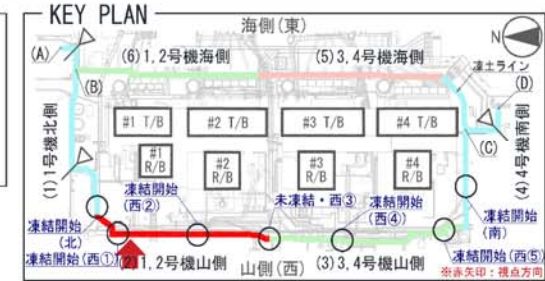 KEY PLAN
海側(東)
N
(A)
(6)1,2号機海側
(5)3,4号機海側
凍土ライン
(B)
(D)
#1 T/B
#2 T/B
#3 T/B
#4 T/B
(C)
(1)1号機北側
(4)4号機南側
#1
R/B
#2
R/B
#3
R/B
#4
R/B
凍結開始
(西②)
未凍結・西③
凍結開始
(西④)
凍結開始
(北)
凍結開始
(南)
凍結開始(西①)
(2)1,2号機山側
山側(西)
(3)3,4号機山側
凍結開始(西⑤)
※赤矢印：視点方向